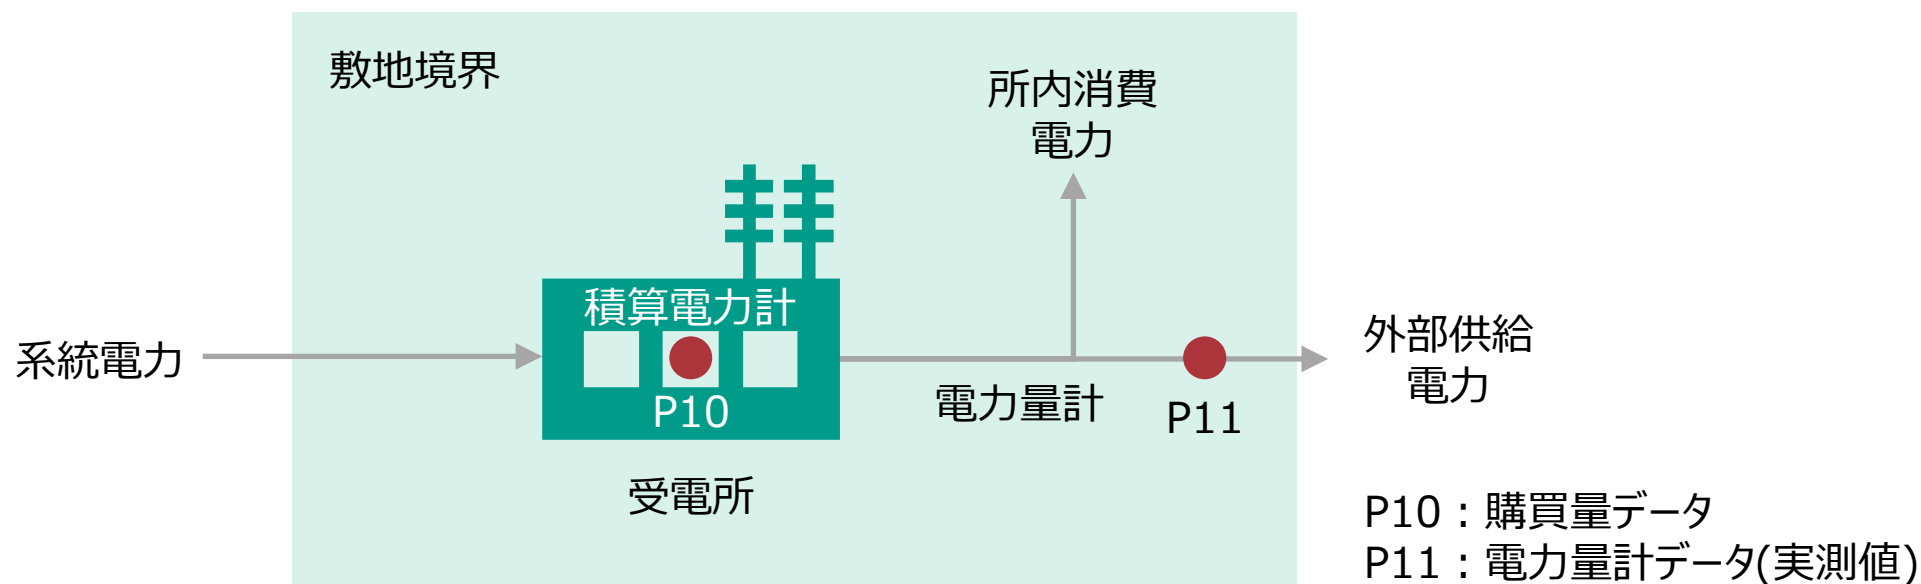 敷地境界
所内消費
電力
積算電力計
系統電力
P10
電力量計
P11
外部供給
電力
受電所
P10：購買量データ
P11：電力量計データ(実測値)